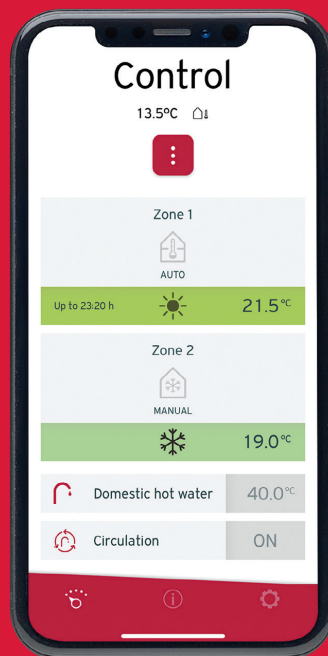 Control
13.5°C
Zone 1
AUTO
Up to 23:20 h
21.5°C
Zone 2
MANUAL
19.0°C
Domestic hot water
40.0°C
Circulation
ON